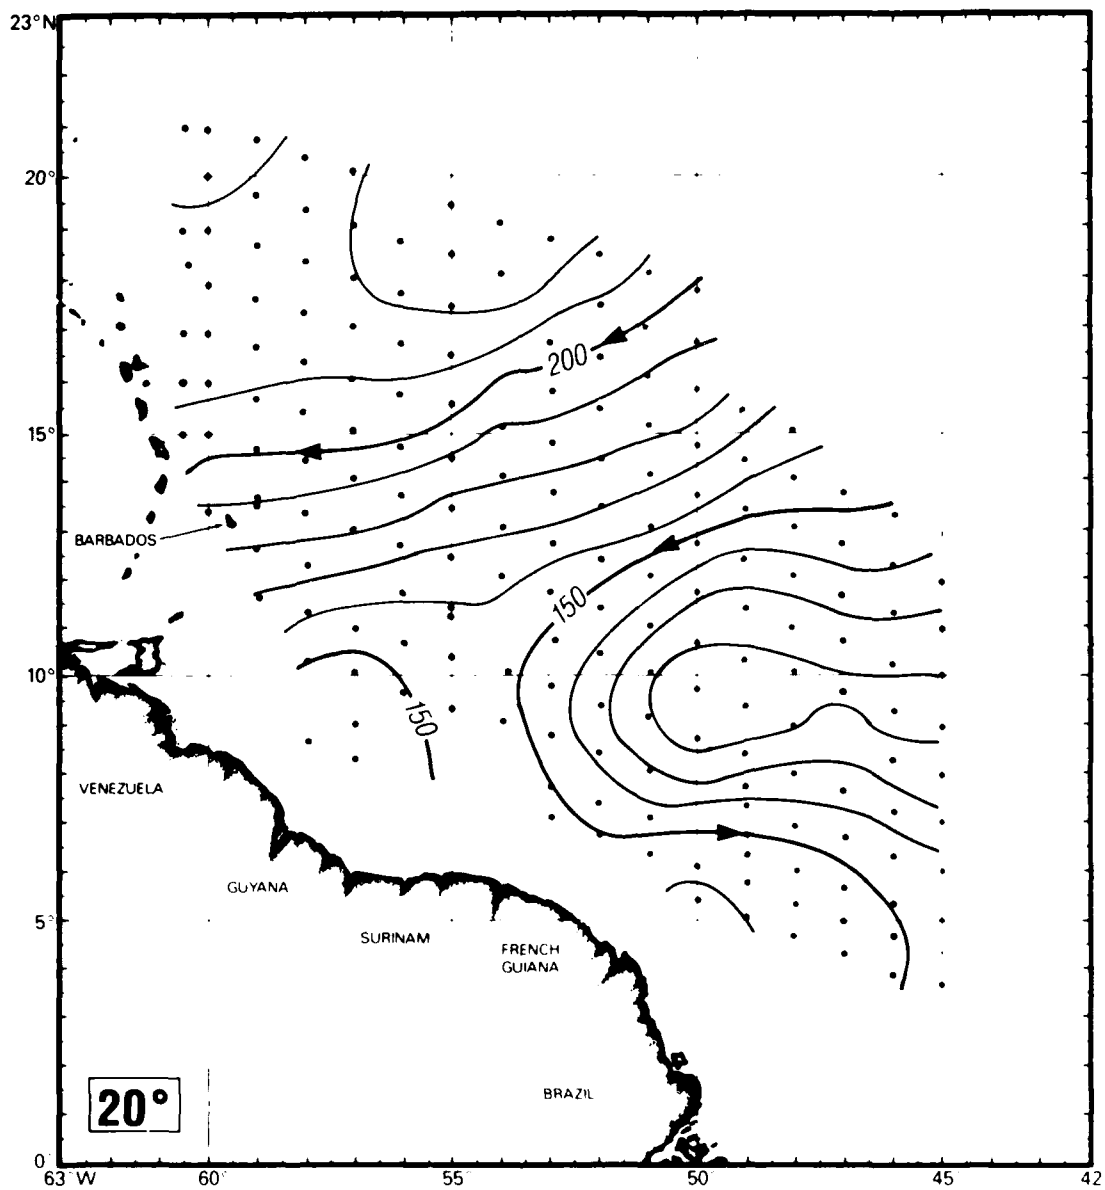 23°N
20°
200
15°
BARBADOS
150
10°
150
VENEZUELA
GUYANA
5°
SURINAM
FRENCH
GUIANA
20°
BRAZIL
0°
63°W 60° 55 50 45 42